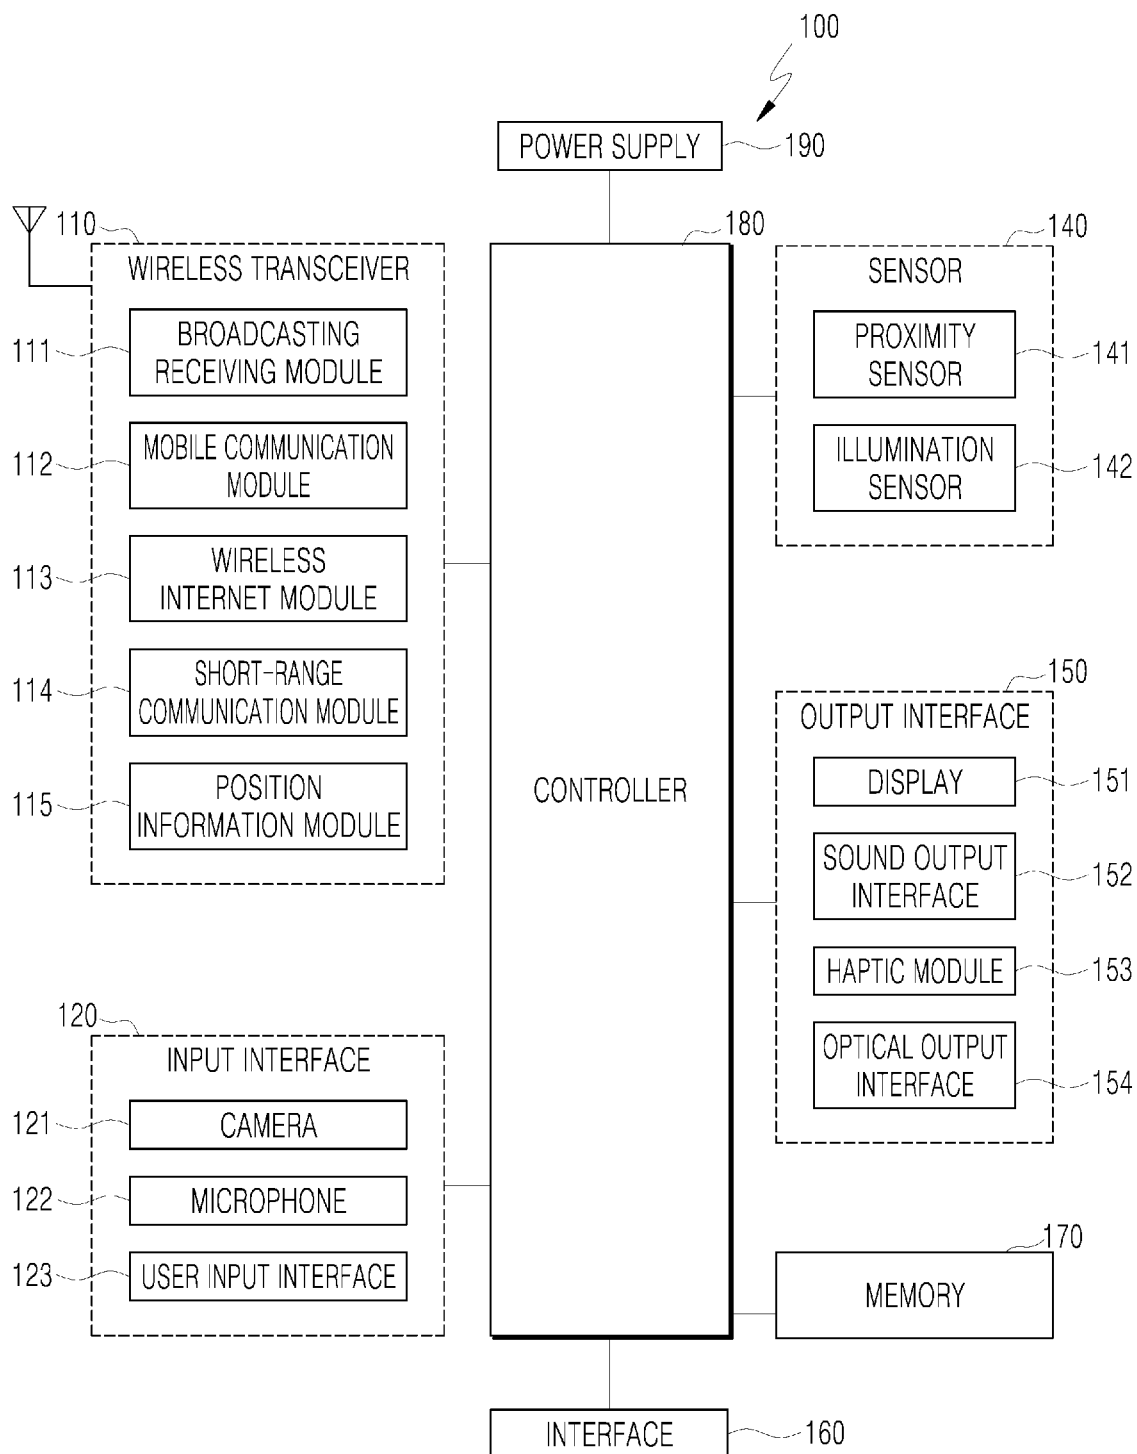 100
POWER SUPPLY
190
110
WIRELESS TRANSCEIVER
111
BROADCASTING
RECEIVING MODULE
112
MOBILE COMMUNICATION
MODULE
113
WIRELESS
INTERNET MODULE
114
SHORT-RANGE
COMMUNICATION MODULE
115
POSITION
INFORMATION MODULE
120
INPUT INTERFACE
121
CAMERA
122
MICROPHONE
123
USER INPUT INTERFACE
180
CONTROLLER
140
SENSOR
PROXIMITY
SENSOR
141
ILLUMINATION
SENSOR
142
150
OUTPUT INTERFACE
DISPLAY
151
SOUND OUTPUT
INTERFACE
152
HAPTIC MODULE
153
OPTICAL OUTPUT
INTERFACE
154
170
MEMORY
INTERFACE
160